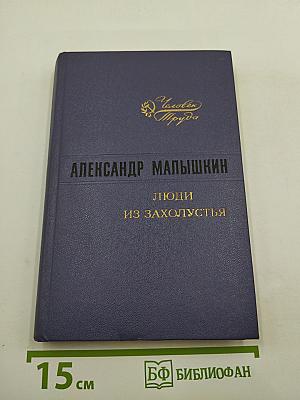 Человек
Труда
АЛЕКСАНДР МАЛЫШКИН
ЛЮДИ
ИЗ ЗАХОЛУСТЬЯ
15 см
БФ БИБЛИОФАН